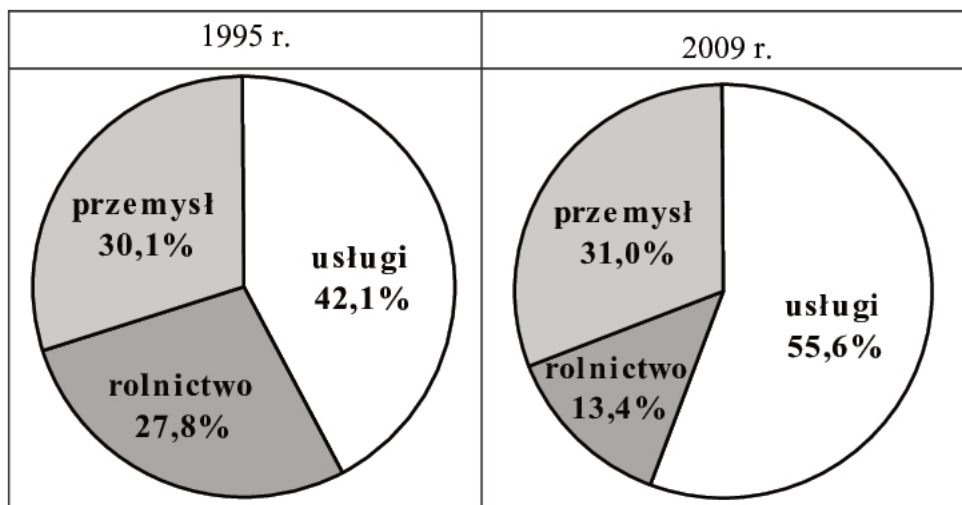 1995 r.
2009 r.
przemysł
30,1%
usługi
42,1%
rolnictwo
27,8%
przemysł
31,0%
usługi
55,6%
rolnictwo
13,4%